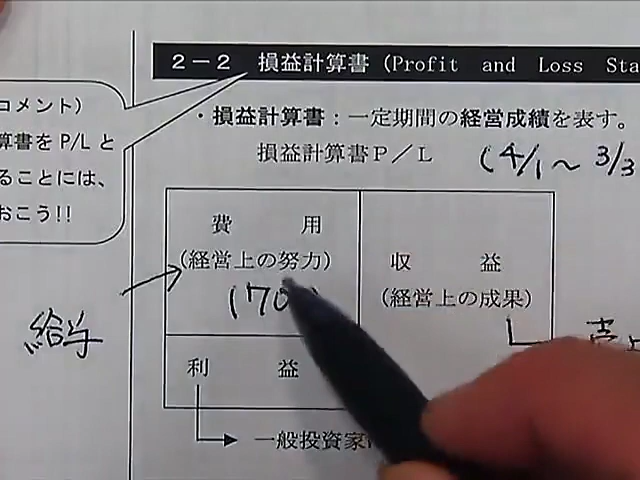 2－2 損益計算書 (Profit and Loss Sta
コメント)
算書を P/L と
ることには、
おこう!!
・損益計算書：一定期間の経営成績を表す。
損益計算書Ｐ／Ｌ (4/1 ～ 3/3
費 用
(経営上の努力)
(70
収 益
(経営上の成果)
給与
利 益
一般投資家